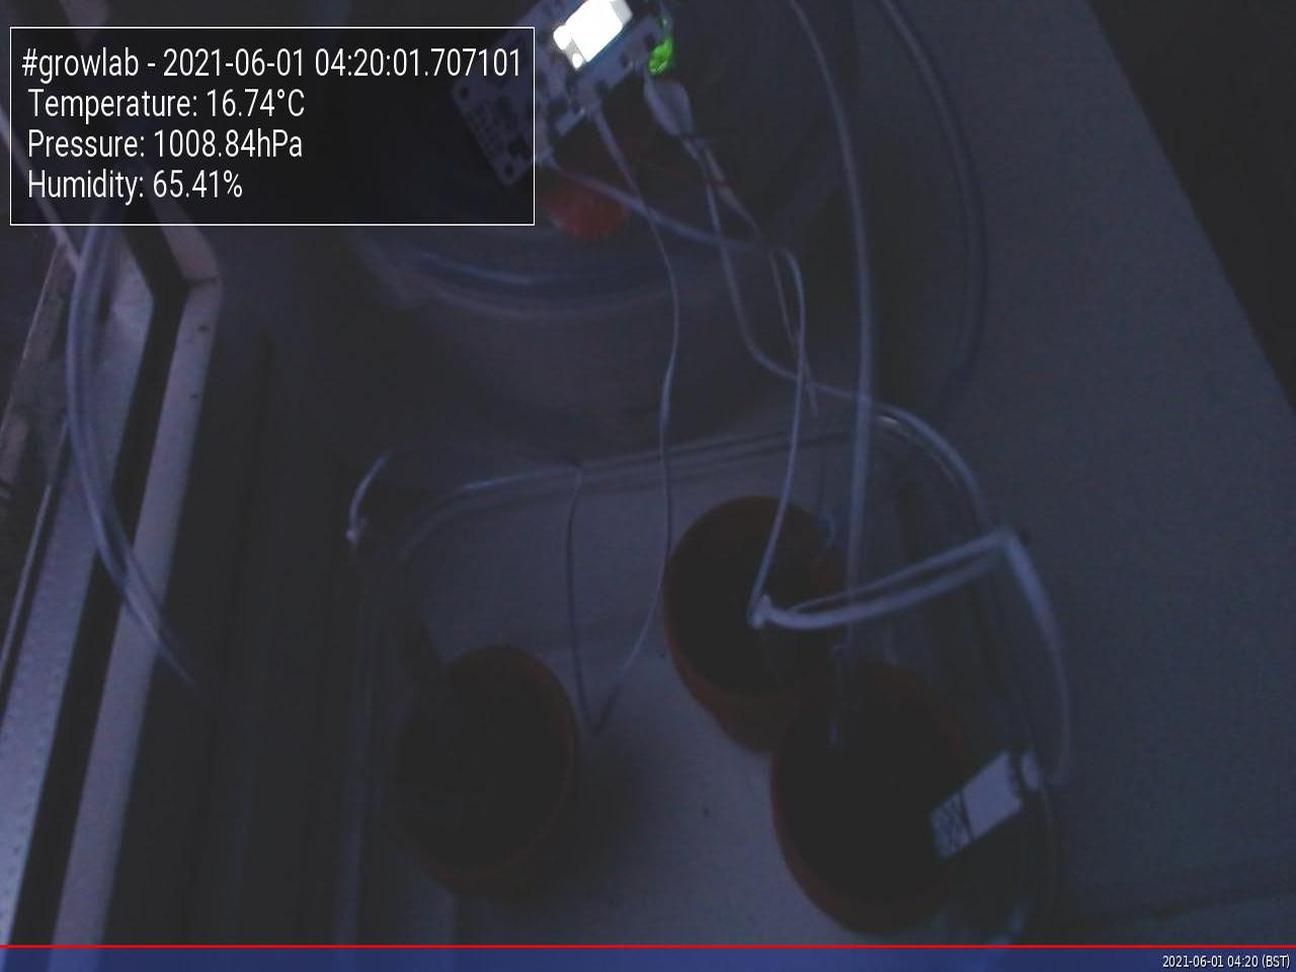 #growlab - 2021-06-01 04:20:01.707101
Temperature: 16.74°C
Pressure: 1008.84hPa
Humidity: 65.41%
2021-06-01 04:20 (BST)